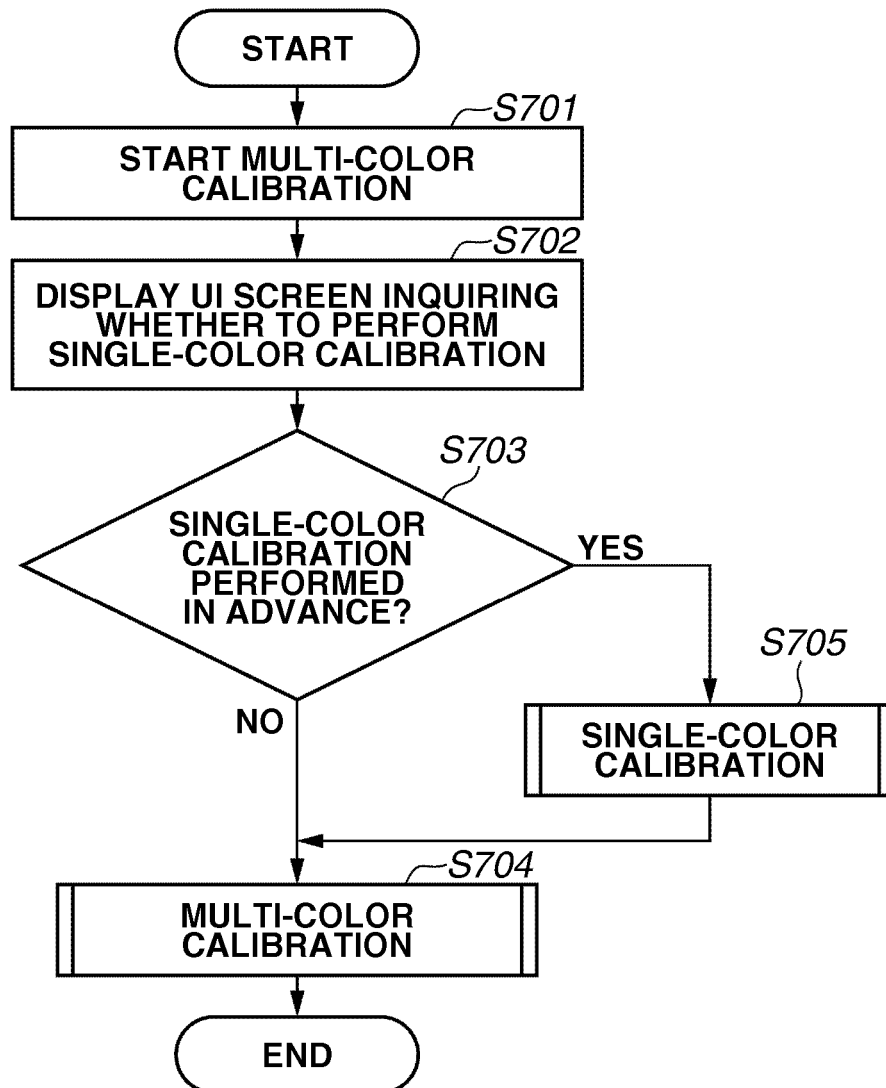 START
S701
START MULTI-COLOR
CALIBRATION
S702
DISPLAY UI SCREEN INQUIRING
WHETHER TO PERFORM
SINGLE-COLOR CALIBRATION
S703
SINGLE-COLOR
CALIBRATION
PERFORMED
IN ADVANCE?
YES
NO
S705
SINGLE-COLOR
CALIBRATION
S704
MULTI-COLOR
CALIBRATION
END